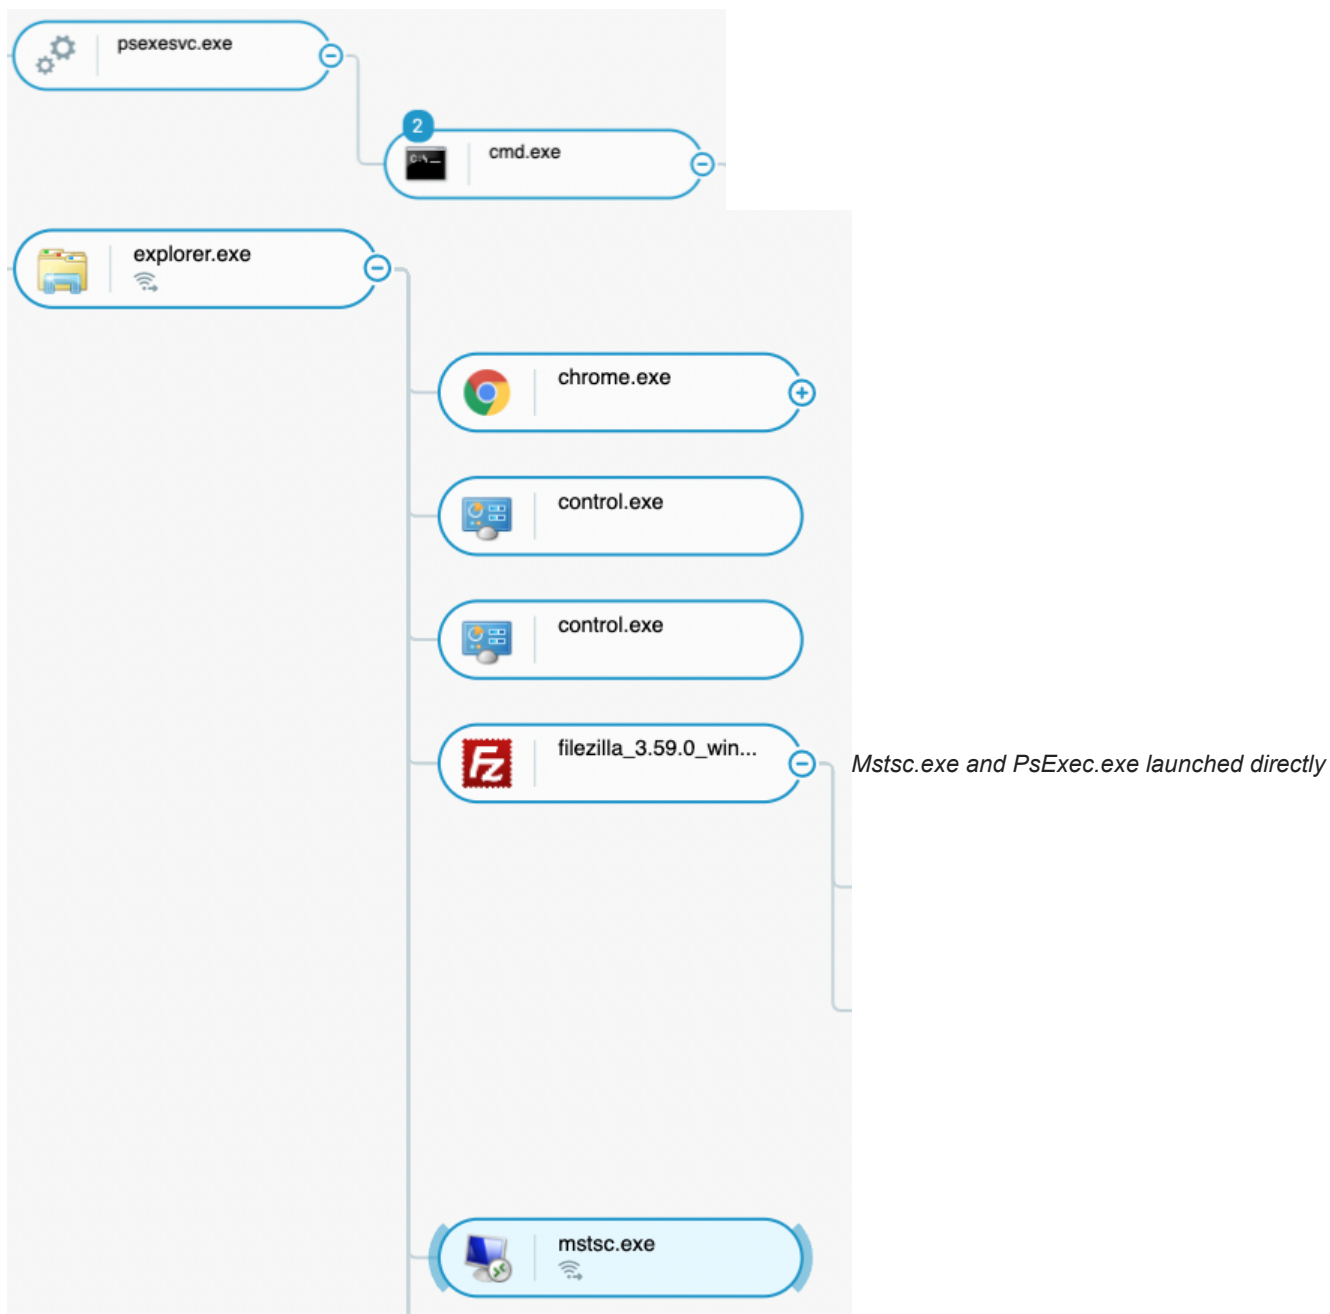 psexesvc.exe
2
cmd.exe
explorer.exe
chrome.exe
control.exe
control.exe
filezilla_3.59.0_win...
Mstsc.exe and PsExec.exe launched directly
mstsc.exe